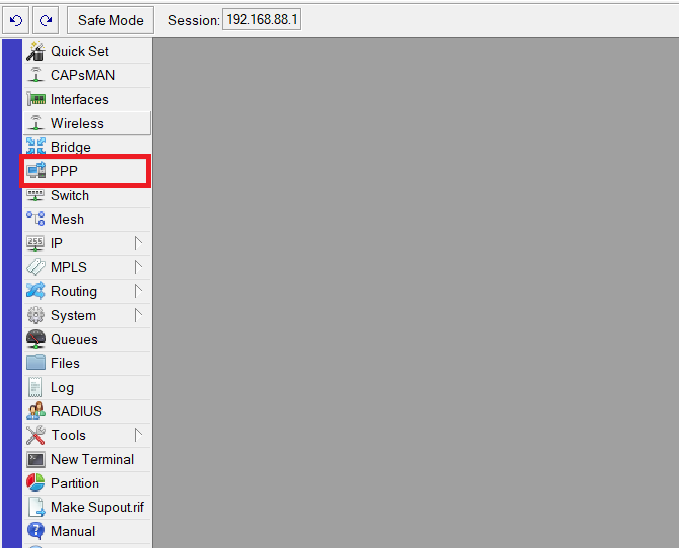 Safe Mode Session: 192.168.88.1
Quick Set
CAPsMAN
Interfaces
Wireless
Bridge
PPP
Switch
Mesh
255 IP
MPLS
Routing
System
Queues
Files
Log
RADIUS
Tools
New Terminal
Partition
Make Supout.rif
Manual